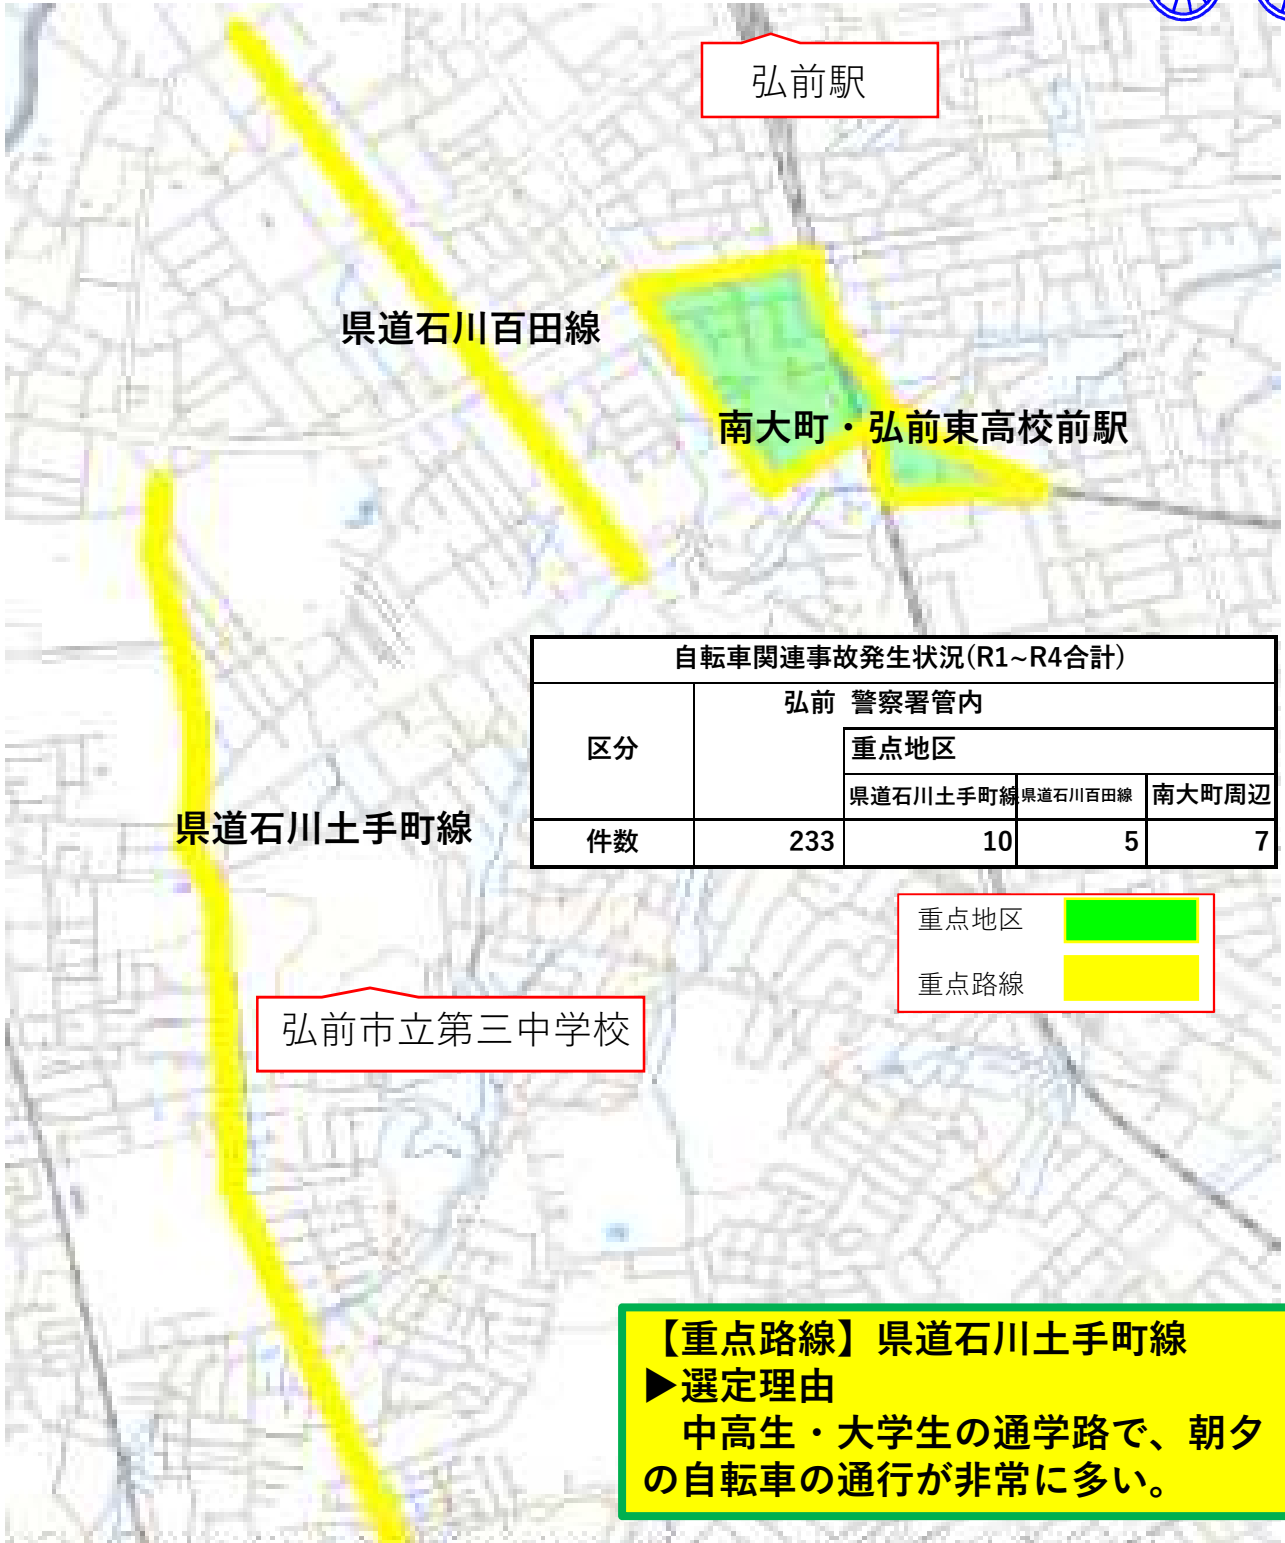 弘前駅
県道石川百田線
南大町・弘前東高校前駅
自転車関連事故発生状況(R1~R4合計)
区分
弘前 警察署管内
重点地区
県道石川土手町線 県道石川百田線 南大町周辺
件数 233 10 5 7
県道石川土手町線
重点地区
重点路線
弘前市立第三中学校
【重点路線】県道石川土手町線
▶選定理由
中高生・大学生の通学路で、朝夕
の自転車の通行が非常に多い。